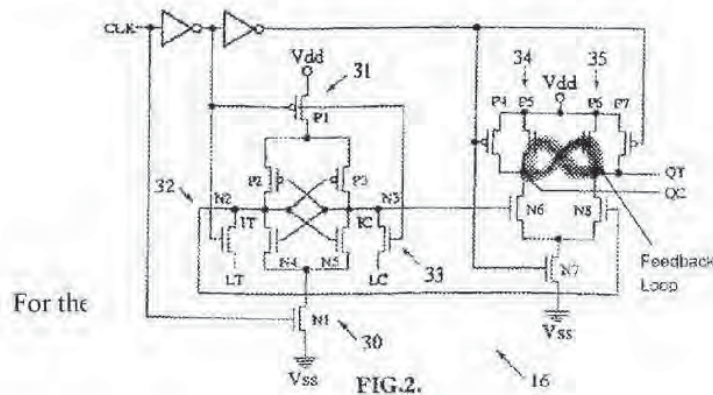 CLK
Vdd
31
34
35
Vdd
P1
P4
P5
P6
P7
32
N2
P2
P3
N3
QT
QC
IT
IC
N6
N8
N4
N5
LT
LC
33
N7
Feedback
Loop
For the
N1
30
Vss
Vss
16
FIG.2.